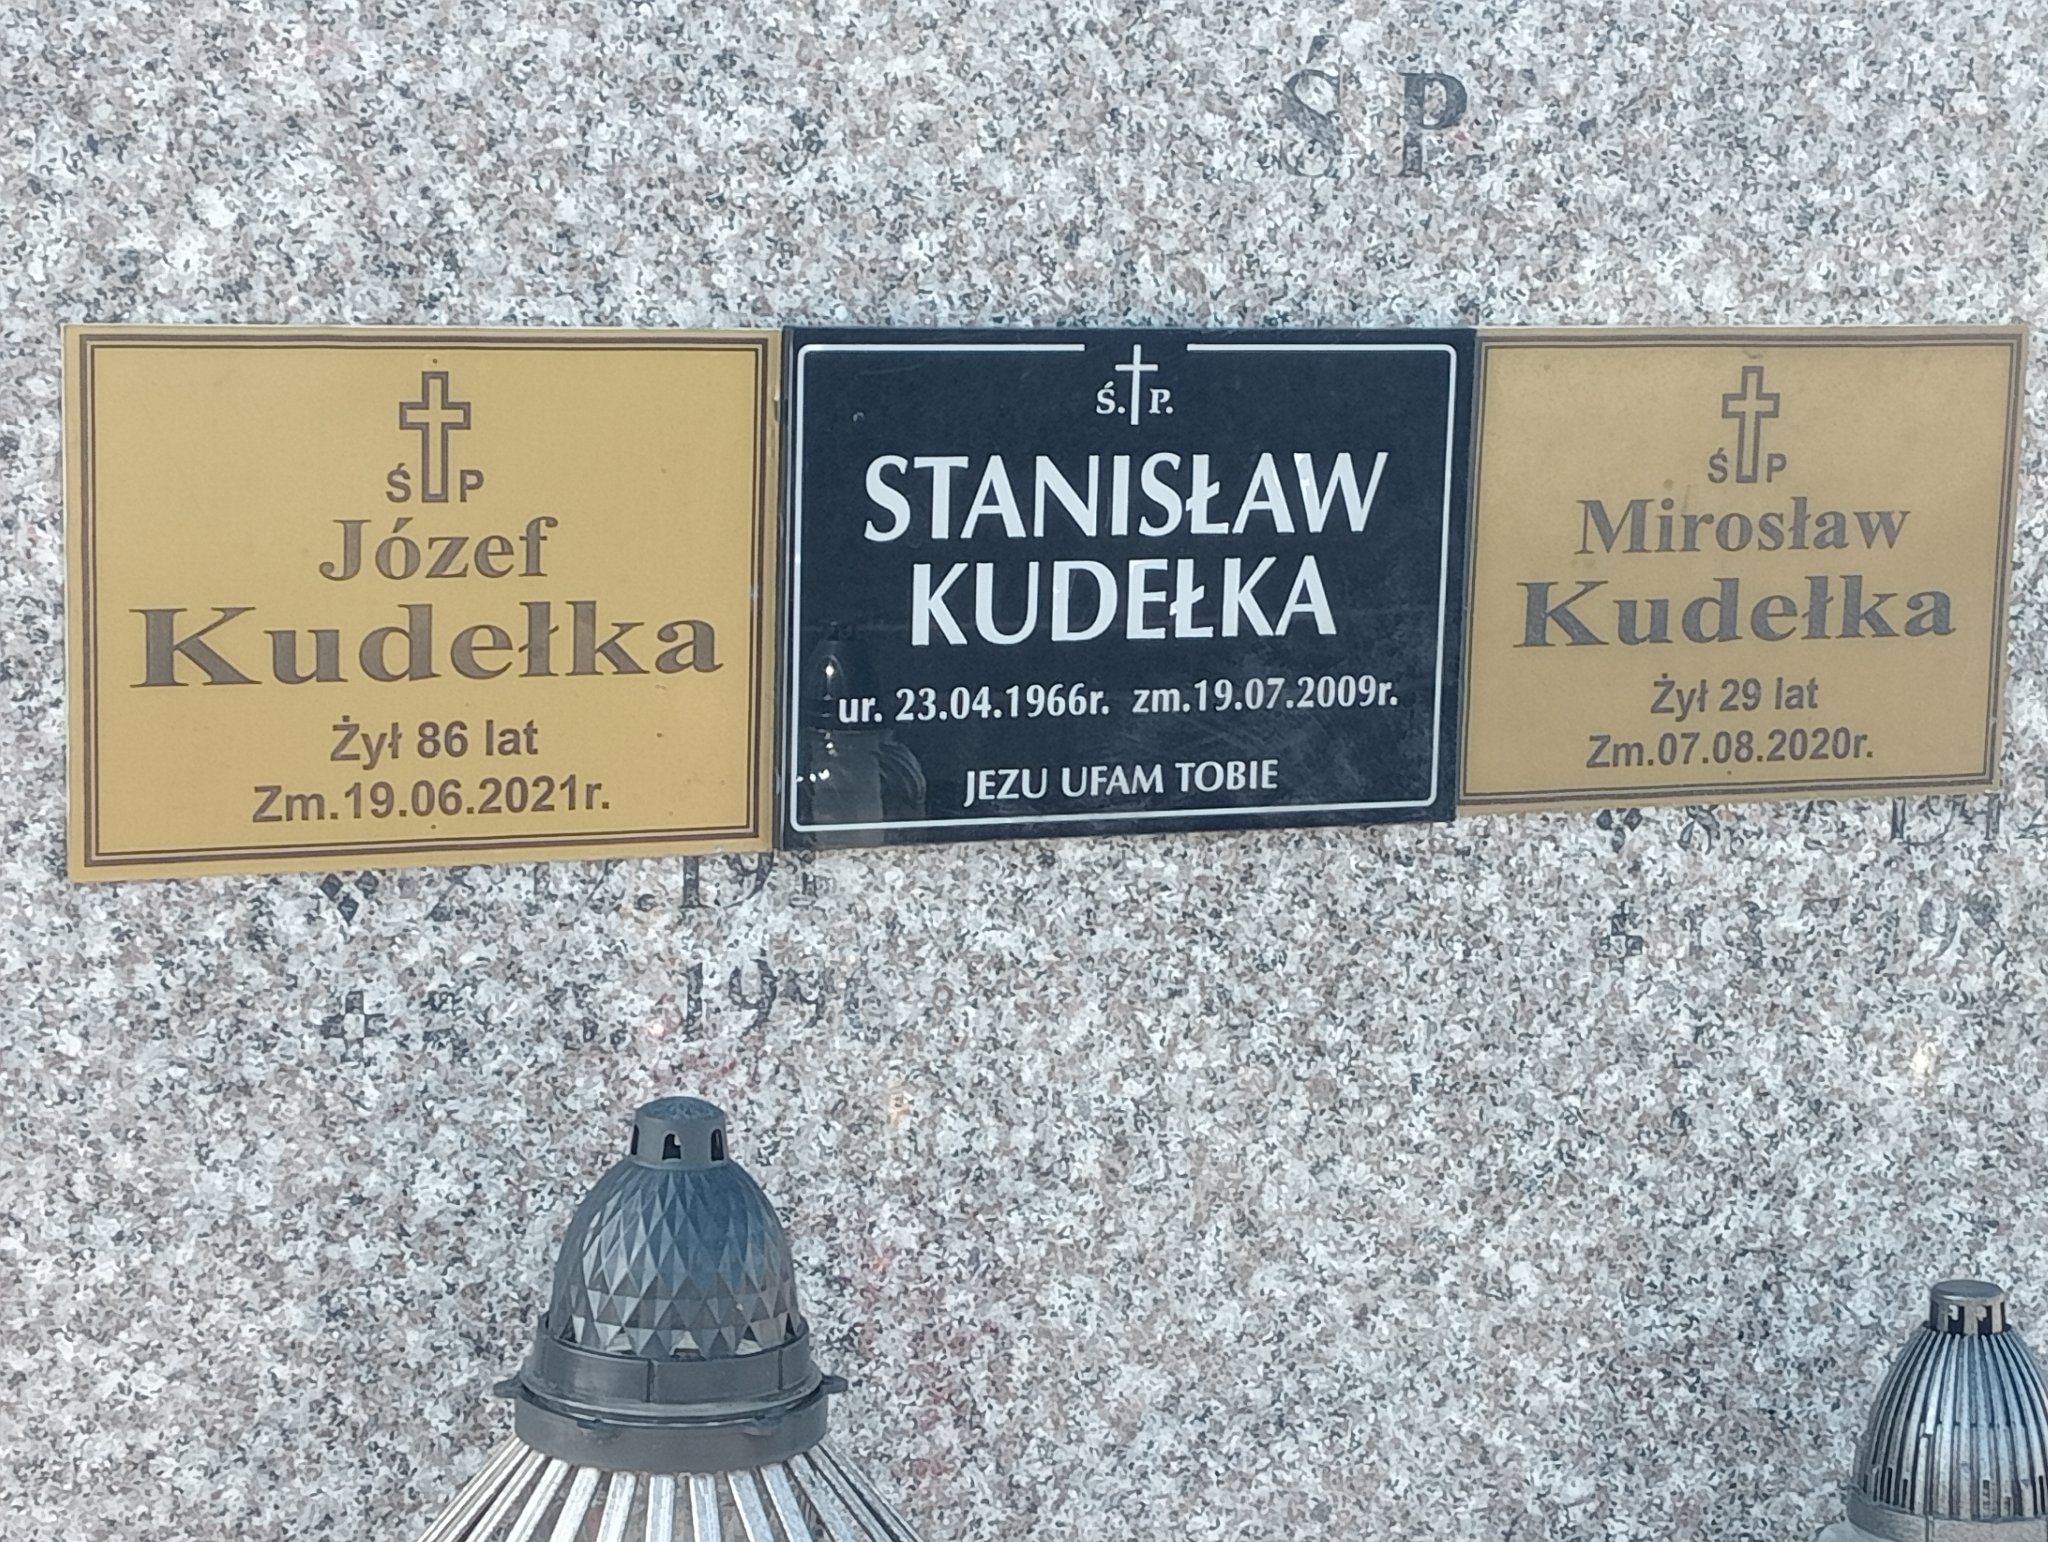 Ś P
Ś P
Józef
Kudełka
Żył 86 lat
Zm.19.06.2021r.
Ś. P.
STANISŁAW
KUDEŁKA
ur. 23.04.1966r. zm.19.07.2009r.
JEZU UFAM TOBIE
Ś P
Mirosław
Kudełka
Żył 29 lat
Zm.07.08.2020r.